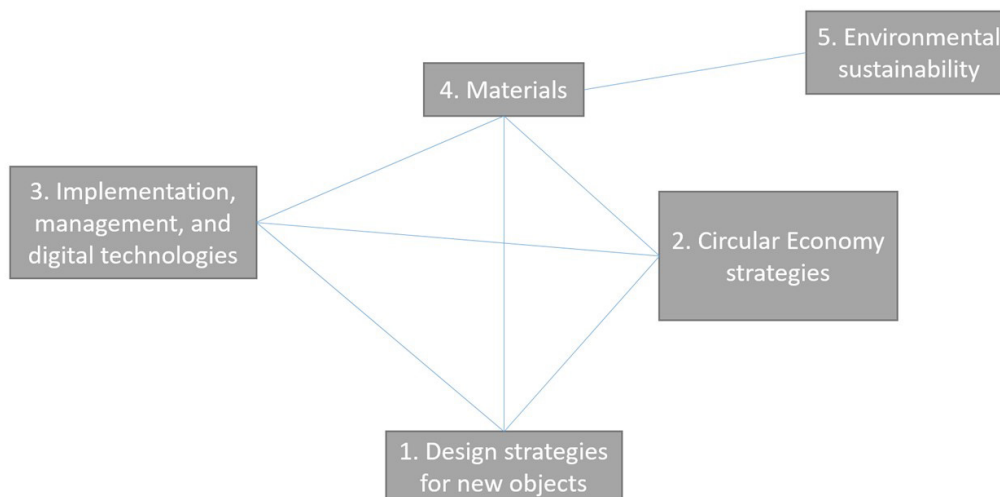 5. Environmental
sustainability
4. Materials
3. Implementation,
management, and
digital technologies
2. Circular Economy
strategies
1. Design strategies
for new objects